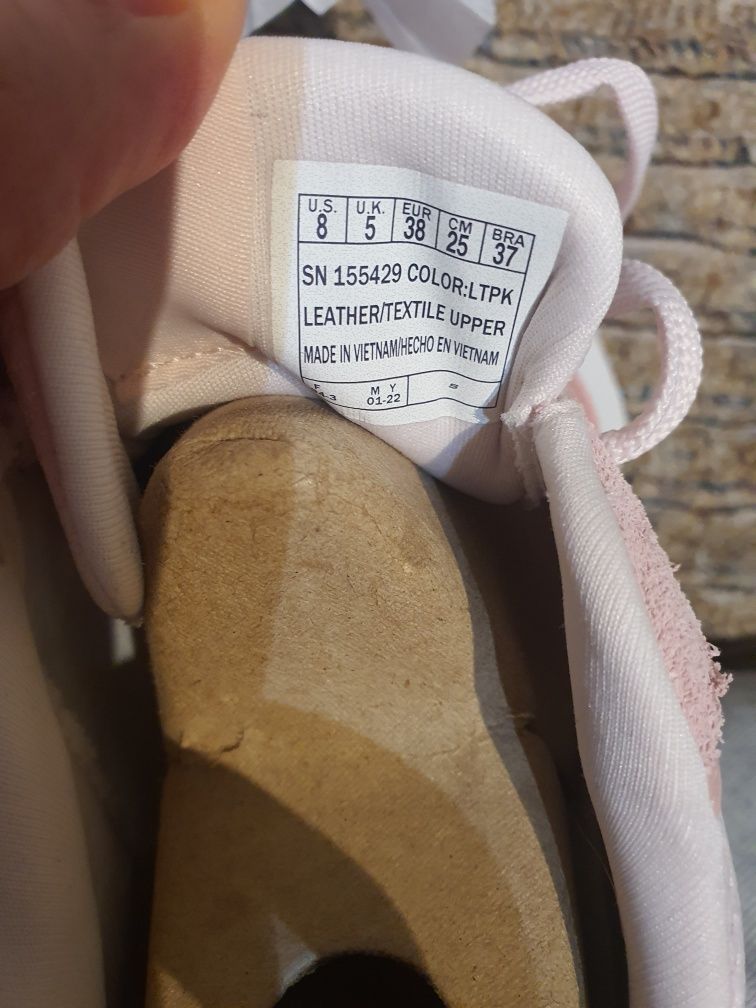 U.S. U.K. EUR CM BRA
8 5 38 25 37
SN 155429 COLOR:LTPK
LEATHER/TEXTILE UPPER
MADE IN VIETNAM/HECHO EN VIETNAM
F M Y
01-22